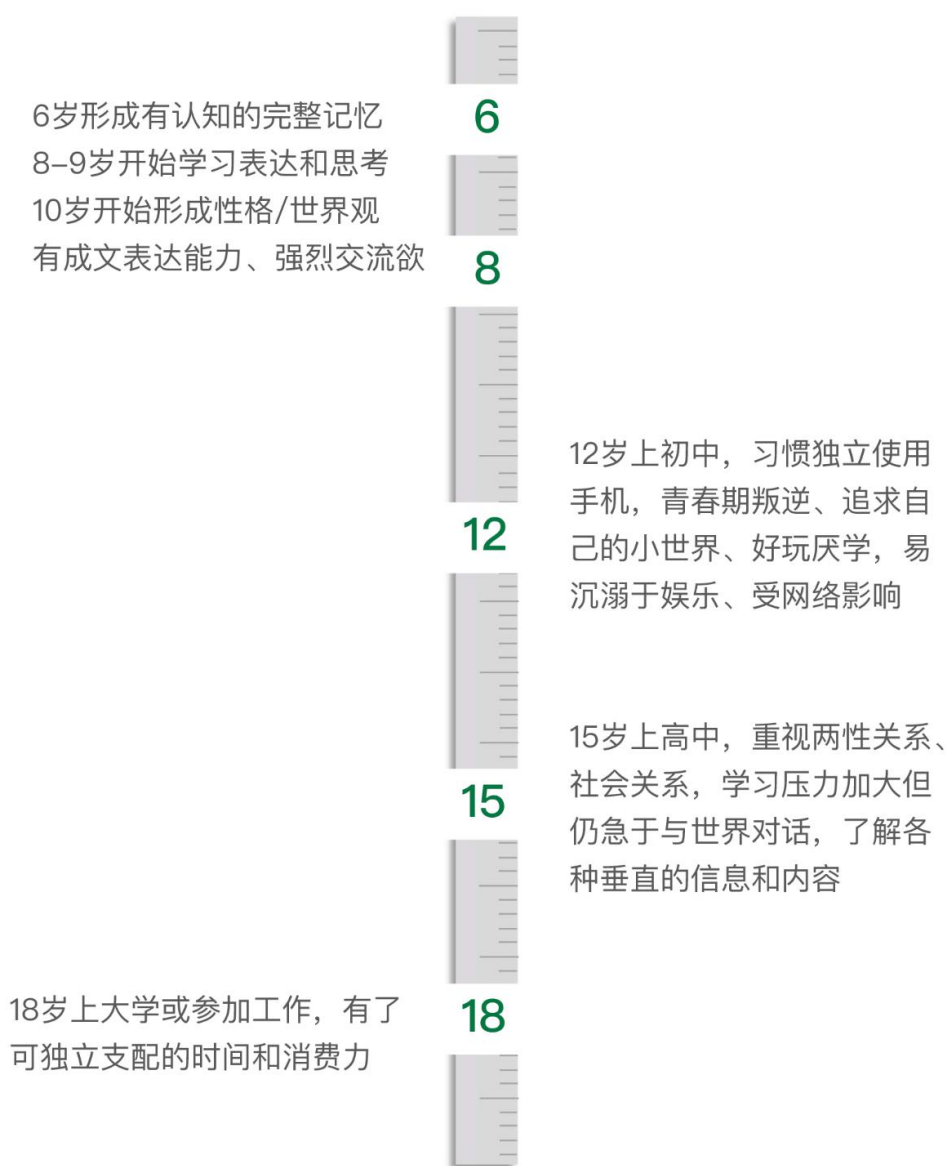 6
6岁形成有认知的完整记忆
8–9岁开始学习表达和思考
10岁开始形成性格/世界观
有成文表达能力、强烈交流欲
8
12岁上初中，习惯独立使用
手机，青春期叛逆、追求自
己的小世界、好玩厌学，易
沉溺于娱乐、受网络影响
12
15岁上高中，重视两性关系、
社会关系，学习压力加大但
仍急于与世界对话，了解各
种垂直的信息和内容
15
18岁上大学或参加工作，有了
可独立支配的时间和消费力
18